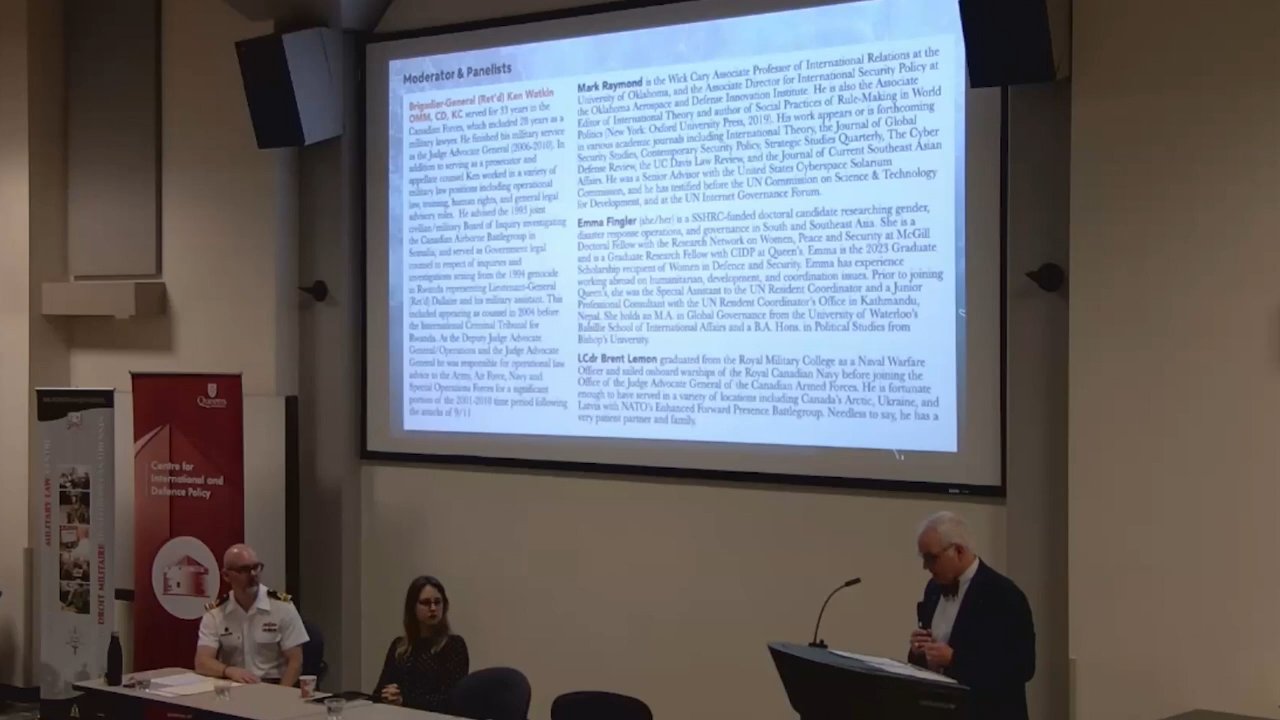 Moderator & Panelists
Brigadier-General (Ret'd) Ken Watkin
OMM, CD, KC served for 33 years in the
Canadian Forces, which included 28 years as a
military lawyer. He finished his military service
as the Judge Advocate General (2006-2010). In
addition to serving as a prosecutor and
appellant counsel Ken worked in a variety of
military law positions including operational
law, training, human rights, and general legal
advisory roles. He advised the 1993 joint
civilian/military Board of Inquiry investigating
the Canadian Airborne Battlegroup in
Somalia, and served as Government legal
counsel in respect of inquiries and
investigations arising from the 1994 genocide
in Rwanda representing Lieutenant-General
(Ret'd) Dallaire and his military assistant. This
included appearing as counsel in 2004 before
the International Criminal Tribunal for
Rwanda. As the Deputy Judge Advocate
General/Operations and the Judge Advocate
General he was responsible for operational law
advice to the Army, Air Force, Navy and
Special Operations Forces for a significant
portion of the 2001-2010 time period following
the attacks of 9/11
Mark Raymond is the Wick Cary Associate Professor of International Relations at the
University of Oklahoma, and the Associate Director for International Security Policy at
the Oklahoma Aerospace and Defense Innovation Institute. He is also the Associate
Editor of International Theory and author of Social Practices of Rule-Making in World
Politics (New York: Oxford University Press, 2019). His work appears or is forthcoming
in various academic journals including International Theory, the Journal of Global
Security Studies, Contemporary Security Policy, Strategic Studies Quarterly, The Cyber
Defense Review, the UC Davis Law Review, and the Journal of Current Southeast Asian
Affairs. He was a Senior Advisor with the United States Cyberspace Solarium
Commission, and he has testified before the UN Commission on Science & Technology
for Development, and at the UN Internet Governance Forum.
Emma Fingler (she/her) is a SSHRC-funded doctoral candidate researching gender,
disaster response operations, and governance in South and Southeast Asia. She is a
Doctoral Fellow with the Research Network on Women, Peace and Security at McGill
and is a Graduate Research Fellow with CIDP at Queen's. Emma is the 2023 Graduate
Scholarship recipient of Women in Defence and Security. Emma has experience
working abroad on humanitarian, development, and coordination issues. Prior to joining
Queen's, she was the Special Assistant to the UN Resident Coordinator and a Junior
Professional Consultant with the UN Resident Coordinator's Office in Kathmandu,
Nepal. She holds an M.A. in Global Governance from the University of Waterloo's
Balsillie School of International Affairs and a B.A. Hons. in Political Studies from
Bishop's University.
LCdr Brent Lemon graduated from the Royal Military College as a Naval Warfare
Officer and sailed onboard warships of the Royal Canadian Navy before joining the
Office of the Judge Advocate General of the Canadian Armed Forces. He is fortunate
enough to have served in a variety of locations including Canada's Arctic, Ukraine, and
Latvia with NATO's Enhanced Forward Presence Battlegroup. Needless to say, he has a
very patient partner and family.
Queen's
Centre for
International and
Defence Policy
MILITARY LAW
DROIT MILITAIRE